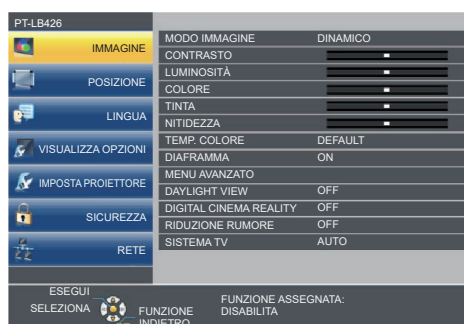 PT-LB426
IMMAGINE
POSIZIONE
LINGUA
VISUALIZZA OPZIONI
IMPOSTA PROIETTORE
SICUREZZA
RETE
MODO IMMAGINE DINAMICO
CONTRASTO
LUMINOSITÀ
COLORE
TINTA
NITIDEZZA
TEMP. COLORE DEFAULT
DIAFRAMMA ON
MENU AVANZATO
DAYLIGHT VIEW OFF
DIGITAL CINEMA REALITY OFF
RIDUZIONE RUMORE OFF
SISTEMA TV AUTO
ESEGUI
SELEZIONA
FUNZIONE
INDIETRO
FUNZIONE ASSEGNATA:
DISABILITA